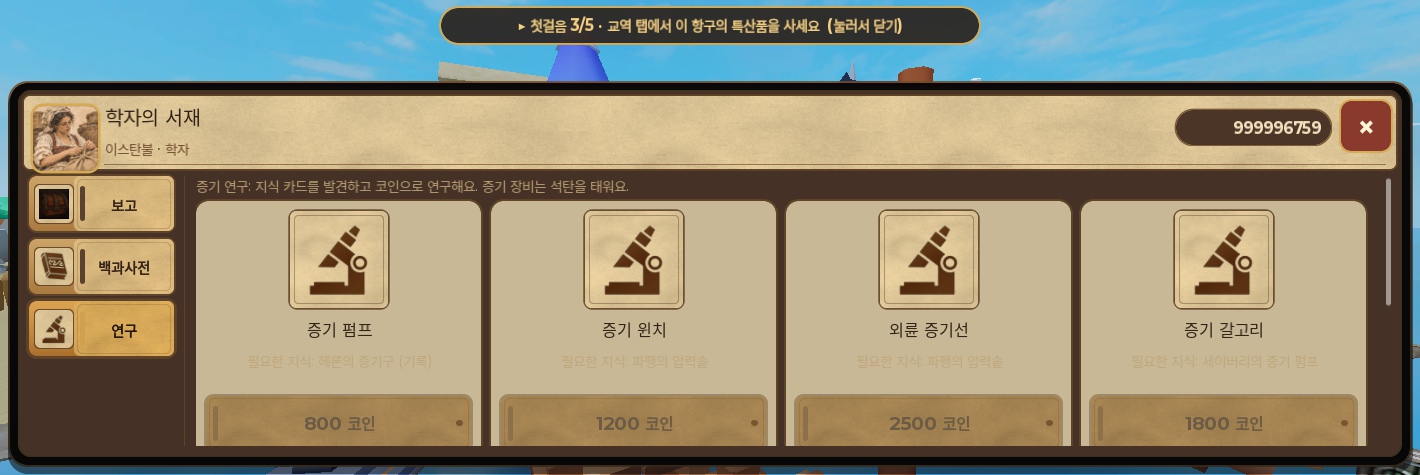 ▸ 첫걸음 3/5 · 교역 탭에서 이 항구의 특산품을 사세요 (눌러서 닫기)
학자의 서재
이스탄불 · 학자
999996759
×
보고
백과사전
연구
증기 연구: 지식 카드를 발견하고 코인으로 연구해요. 증기 장비는 석탄을 태워요.
증기 펌프
필요한 지식: 헤론의 증기구 (기록)
800 코인
증기 윈치
필요한 지식: 파팽의 압력솥
1200 코인
외륜 증기선
필요한 지식: 파팽의 압력솥
2500 코인
증기 갈고리
필요한 지식: 세이버리의 증기 펌프
1800 코인